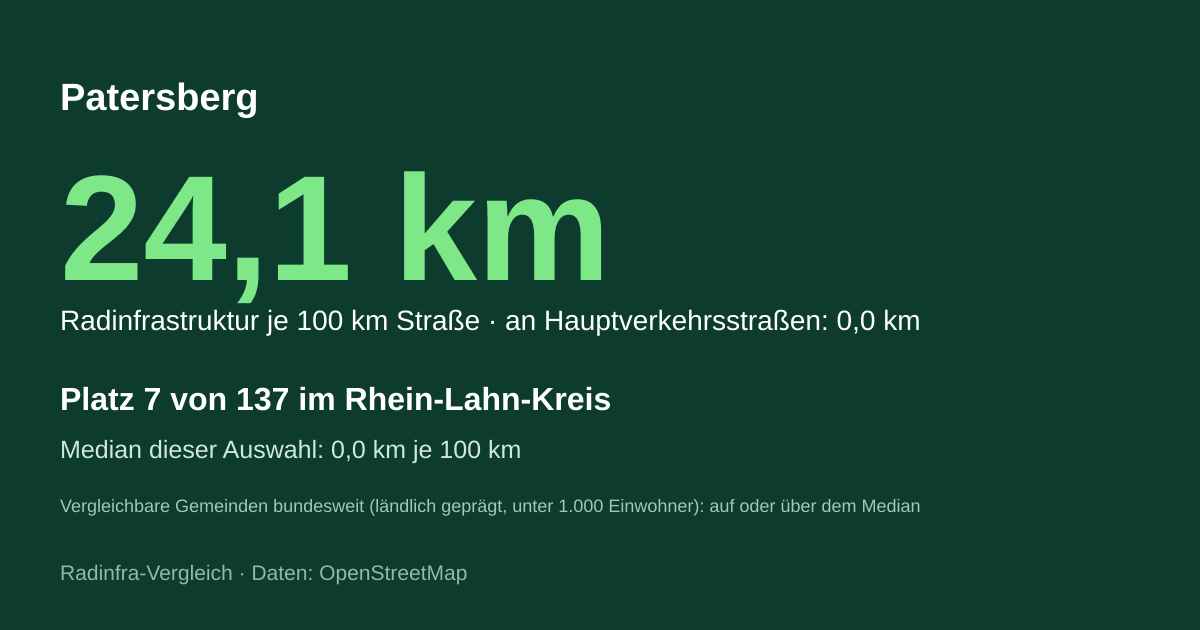 Patersberg
24,1 km
Radinfrastruktur je 100 km Straße · an Hauptverkehrsstraßen: 0,0 km
Platz 7 von 137 im Rhein-Lahn-Kreis
Median dieser Auswahl: 0,0 km je 100 km
Vergleichbare Gemeinden bundesweit (ländlich geprägt, unter 1.000 Einwohner): auf oder über dem Median
Radinfra-Vergleich · Daten: OpenStreetMap